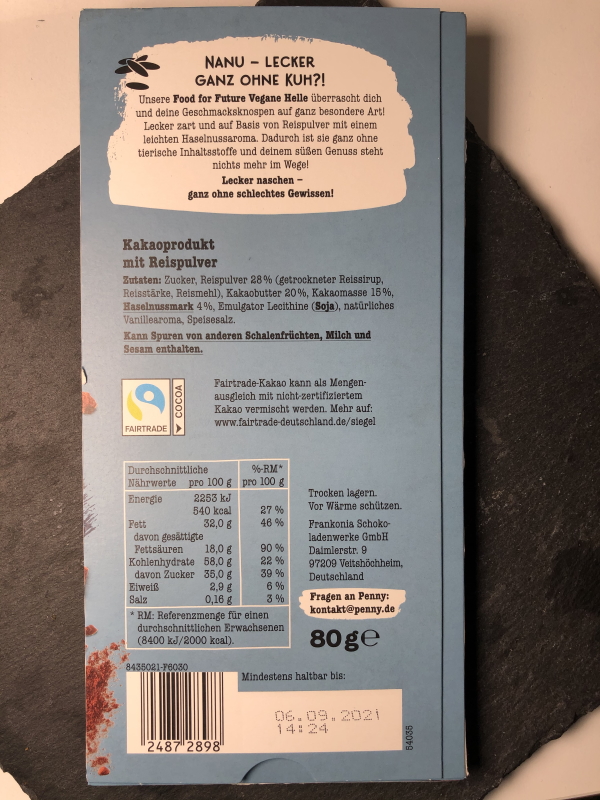 NANU – LECKER
GANZ OHNE KUH?!
Unsere Food for Future Vegane Helle überrascht dich
und deine Geschmacksknospen auf ganz besondere Art!
Lecker zart und auf Basis von Reispulver mit einem
leichten Haselnussaroma. Dadurch ist sie ganz ohne
tierische Inhaltsstoffe und deinem süßen Genuss steht
nichts mehr im Wege!
Lecker naschen –
ganz ohne schlechtes Gewissen!
Kakaoprodukt
mit Reispulver
Zutaten: Zucker, Reispulver 28% (getrockneter Reissirup,
Reisstärke, Reismehl), Kakaobutter 20%, Kakaomasse 15%,
Haselnussmark 4%, Emulgator Lecithine (Soja), natürliches
Vanillearoma, Speisesalz.
Kann Spuren von anderen Schalenfrüchten, Milch und
Sesam enthalten.
FAIRTRADE
COCOA
Fairtrade-Kakao kann als Mengen-
ausgleich mit nicht-zertifiziertem
Kakao vermischt werden. Mehr auf:
www.fairtrade-deutschland.de/siegel
Durchschnittliche %-RM*
Nährwerte pro 100 g pro 100 g
Energie 2253 kJ
540 kcal 27 %
Fett 32,0 g 46 %
davon gesättigte
Fettsäuren 18,0 g 90 %
Kohlenhydrate 58,0 g 22 %
davon Zucker 35,0 g 39 %
Eiweiß 2,9 g 6 %
Salz 0,16 g 3 %
* RM: Referenzmenge für einen
durchschnittlichen Erwachsenen
(8400 kJ/2000 kcal).
Trocken lagern.
Vor Wärme schützen.
Frankonia Schoko-
ladenwerke GmbH
Daimlerstr. 9
97209 Veitshöchheim,
Deutschland
Fragen an Penny:
kontakt@penny.de
80g℮
8435021-F6030
Mindestens haltbar bis:
06.09.2021
14:24
2487 2898
54035